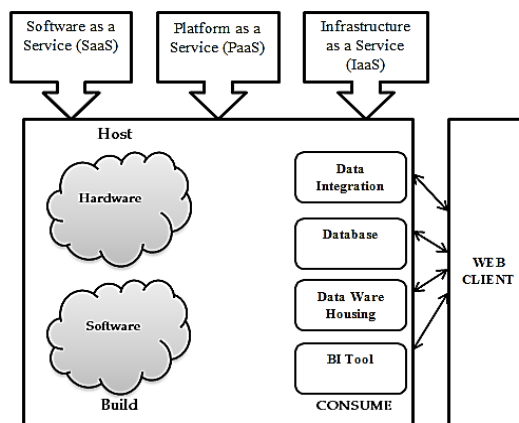 Software as a
Service (SaaS)
Platform as a
Service (PaaS)
Infrastructure
as a Service
(IaaS)
Host
Hardware
Software
Build
Data
Integration
Database
Data Ware
Housing
BI Tool
CONSUME
WEB
CLIENT